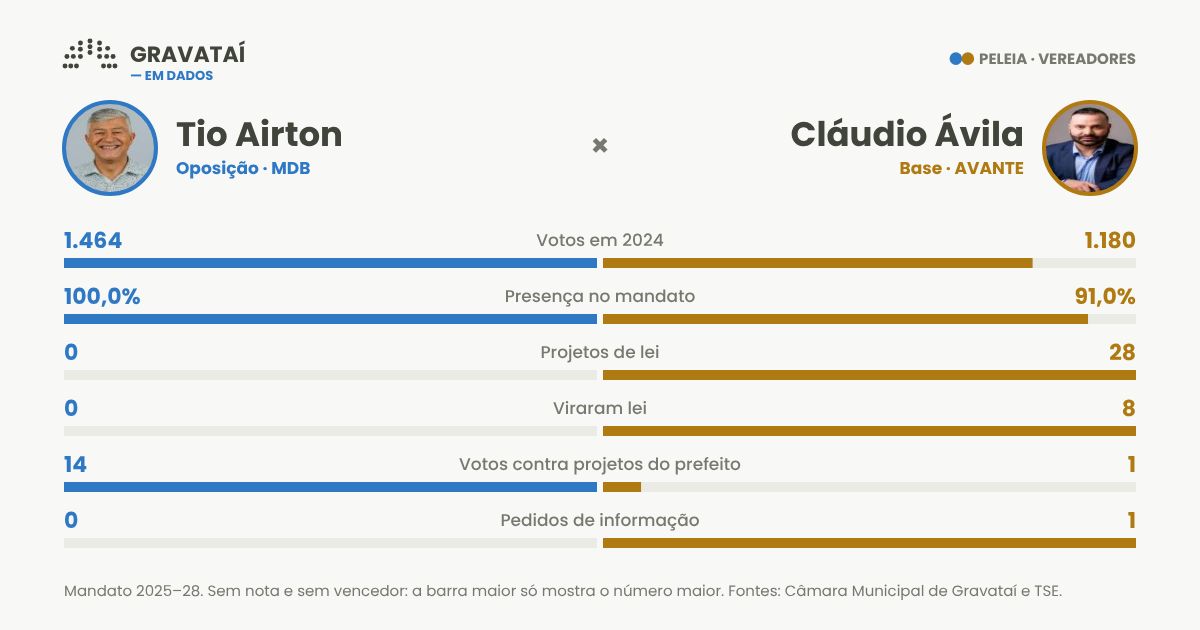 GRAVATAÍ
— EM DADOS
PELEIA · VEREADORES
Tio Airton
Oposição · MDB
×
Cláudio Ávila
Base · AVANTE
1.464 Votos em 2024 1.180
100,0% Presença no mandato 91,0%
0 Projetos de lei 28
0 Viraram lei 8
14 Votos contra projetos do prefeito 1
0 Pedidos de informação 1
Mandato 2025–28. Sem nota e sem vencedor: a barra maior só mostra o número maior. Fontes: Câmara Municipal de Gravataí e TSE.